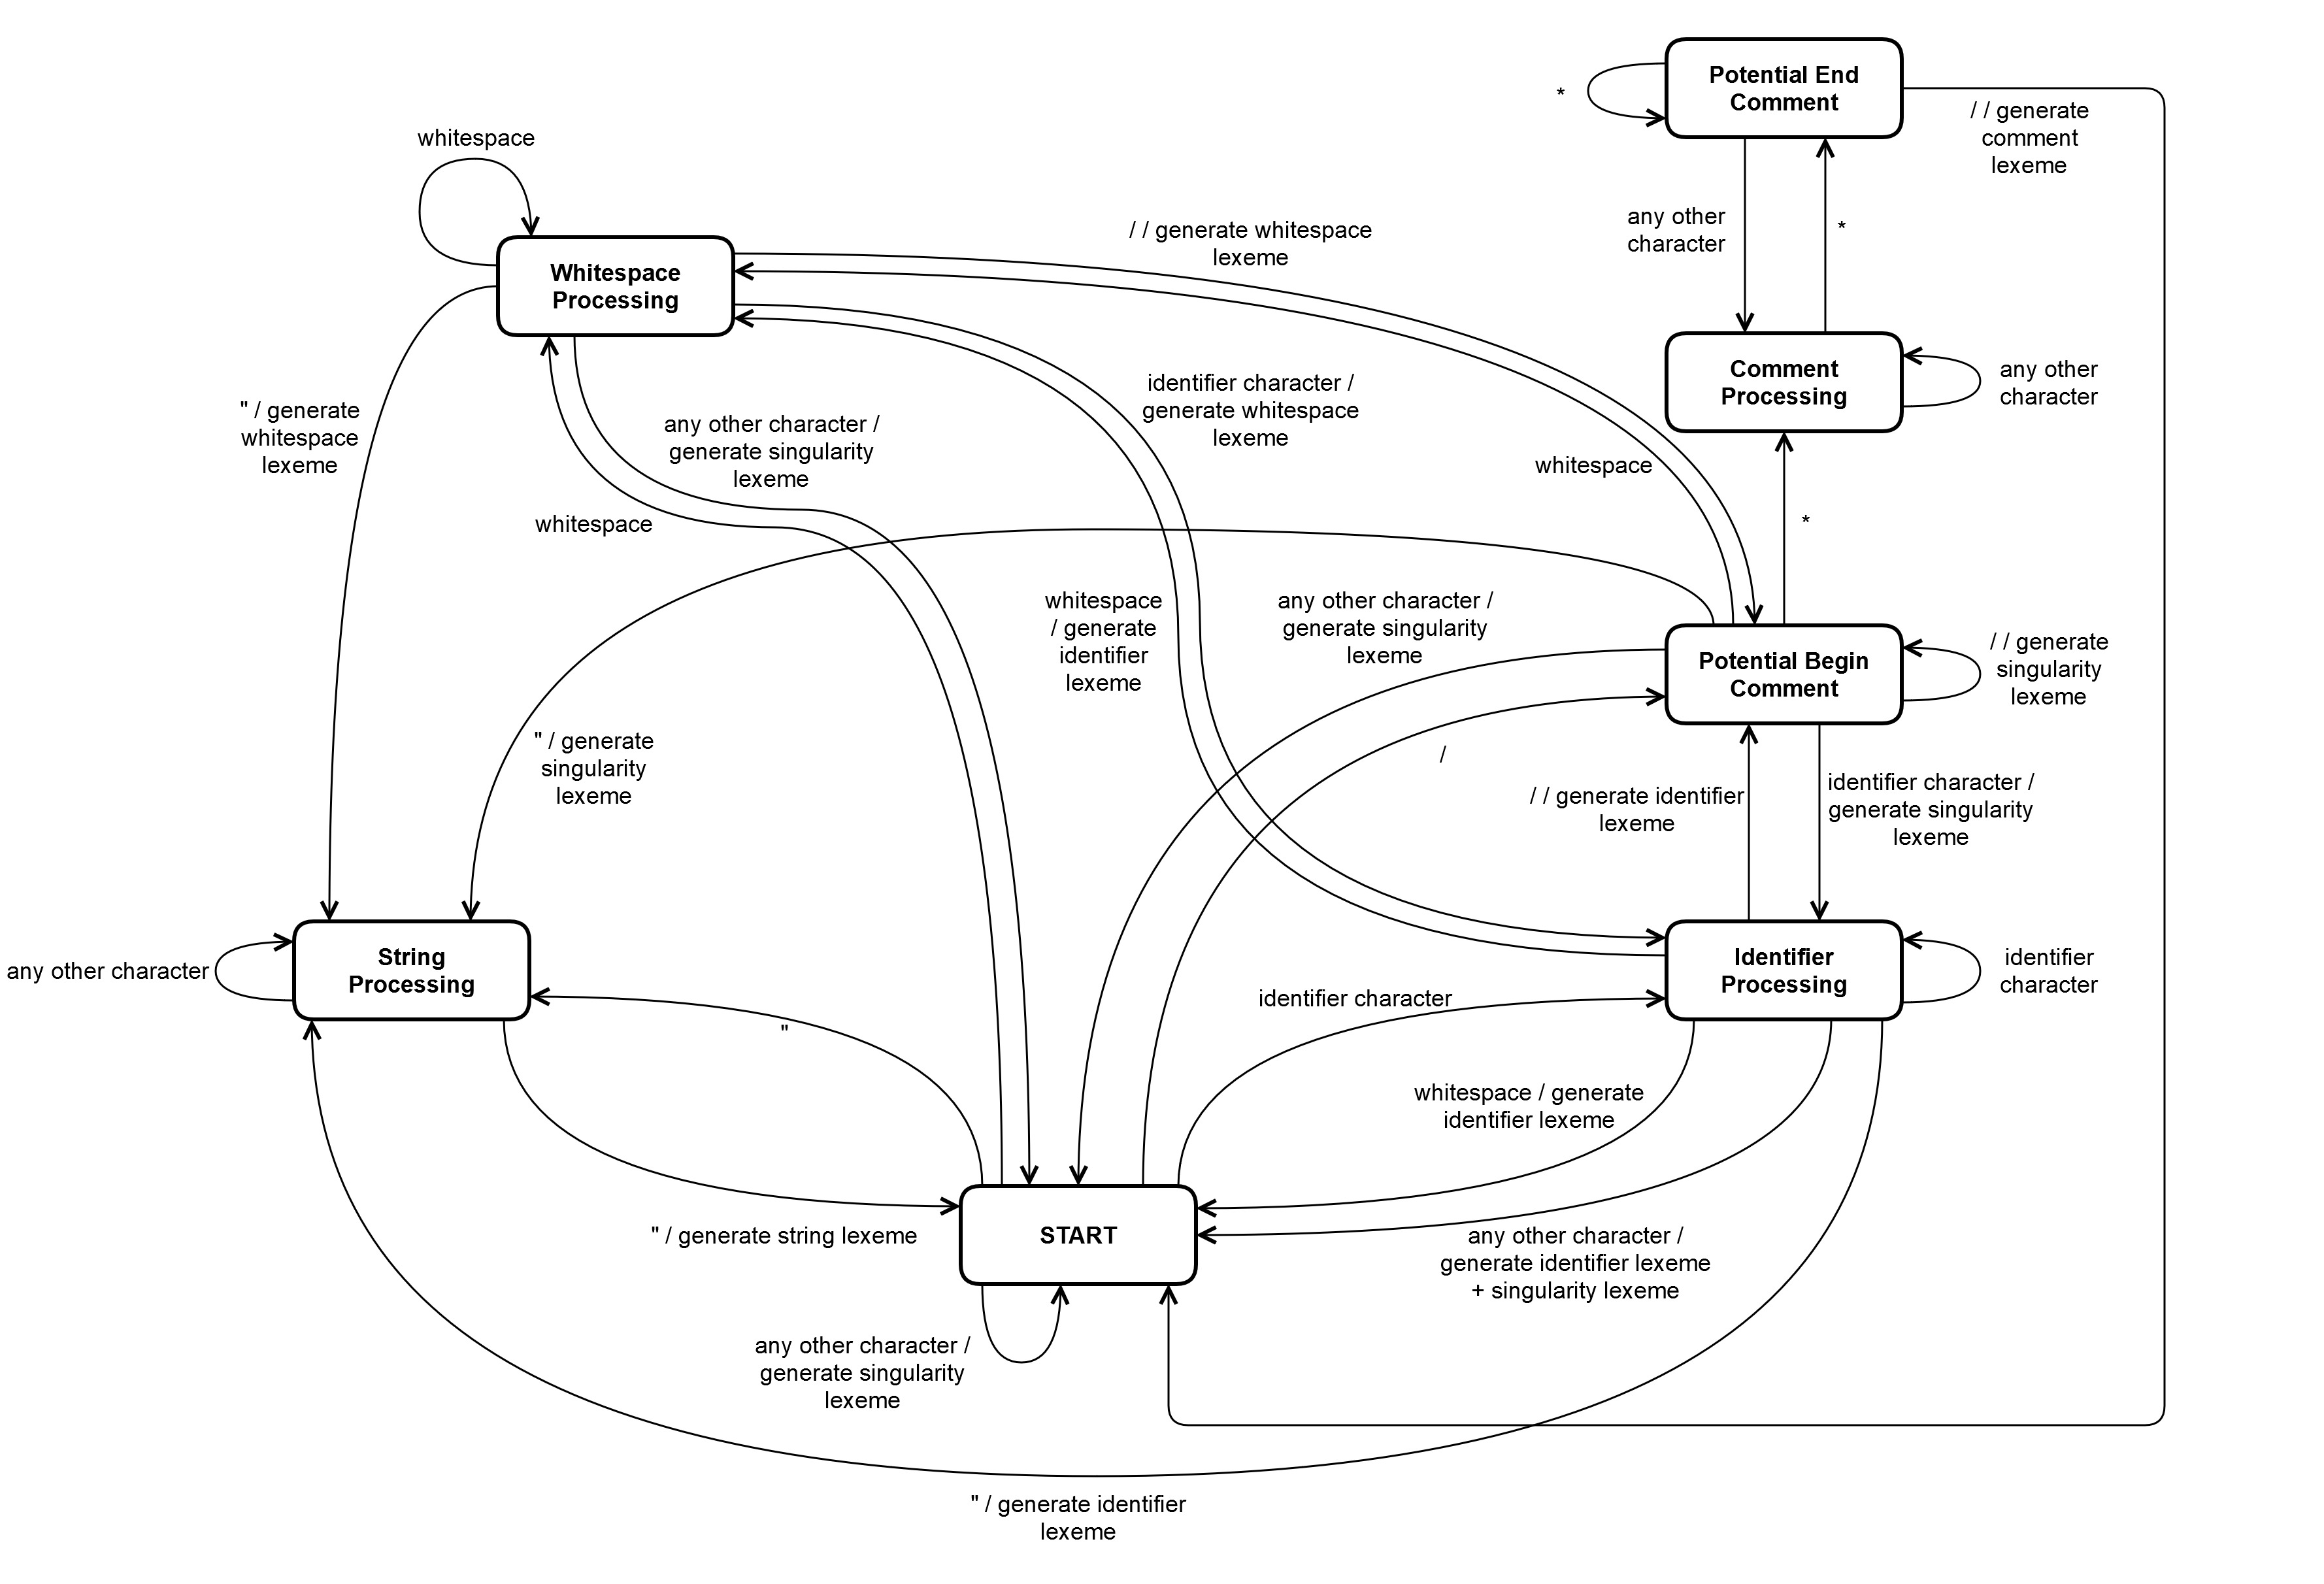 Potential End
Comment
*
/ / generate
comment
lexeme
whitespace
any other
character
*
/ / generate whitespace
lexeme
Whitespace
Processing
Comment
Processing
any other
character
identifier character /
generate whitespace
lexeme
" / generate
whitespace
lexeme
any other character /
generate singularity
lexeme
whitespace
whitespace
*
whitespace
/ generate
identifier
lexeme
any other character /
generate singularity
lexeme
Potential Begin
Comment
/ / generate
singularity
lexeme
" / generate
singularity
lexeme
/
/ / generate identifier
lexeme
identifier character /
generate singularity
lexeme
String
Processing
any other character
Identifier
Processing
identifier
character
identifier character
"
whitespace / generate
identifier lexeme
" / generate string lexeme
START
any other character /
generate identifier lexeme
+ singularity lexeme
any other character /
generate singularity
lexeme
" / generate identifier
lexeme